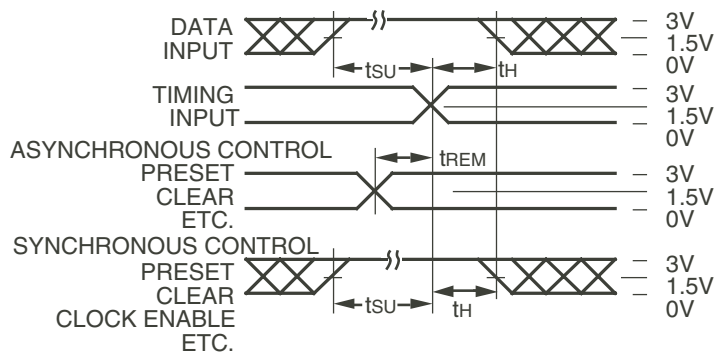 DATA
INPUT
tSU
tH
3V
1.5V
0V
TIMING
INPUT
3V
1.5V
0V
ASYNCHRONOUS CONTROL
PRESET
CLEAR
ETC.
tREM
3V
1.5V
0V
SYNCHRONOUS CONTROL
PRESET
CLEAR
CLOCK ENABLE
ETC.
tSU
tH
3V
1.5V
0V